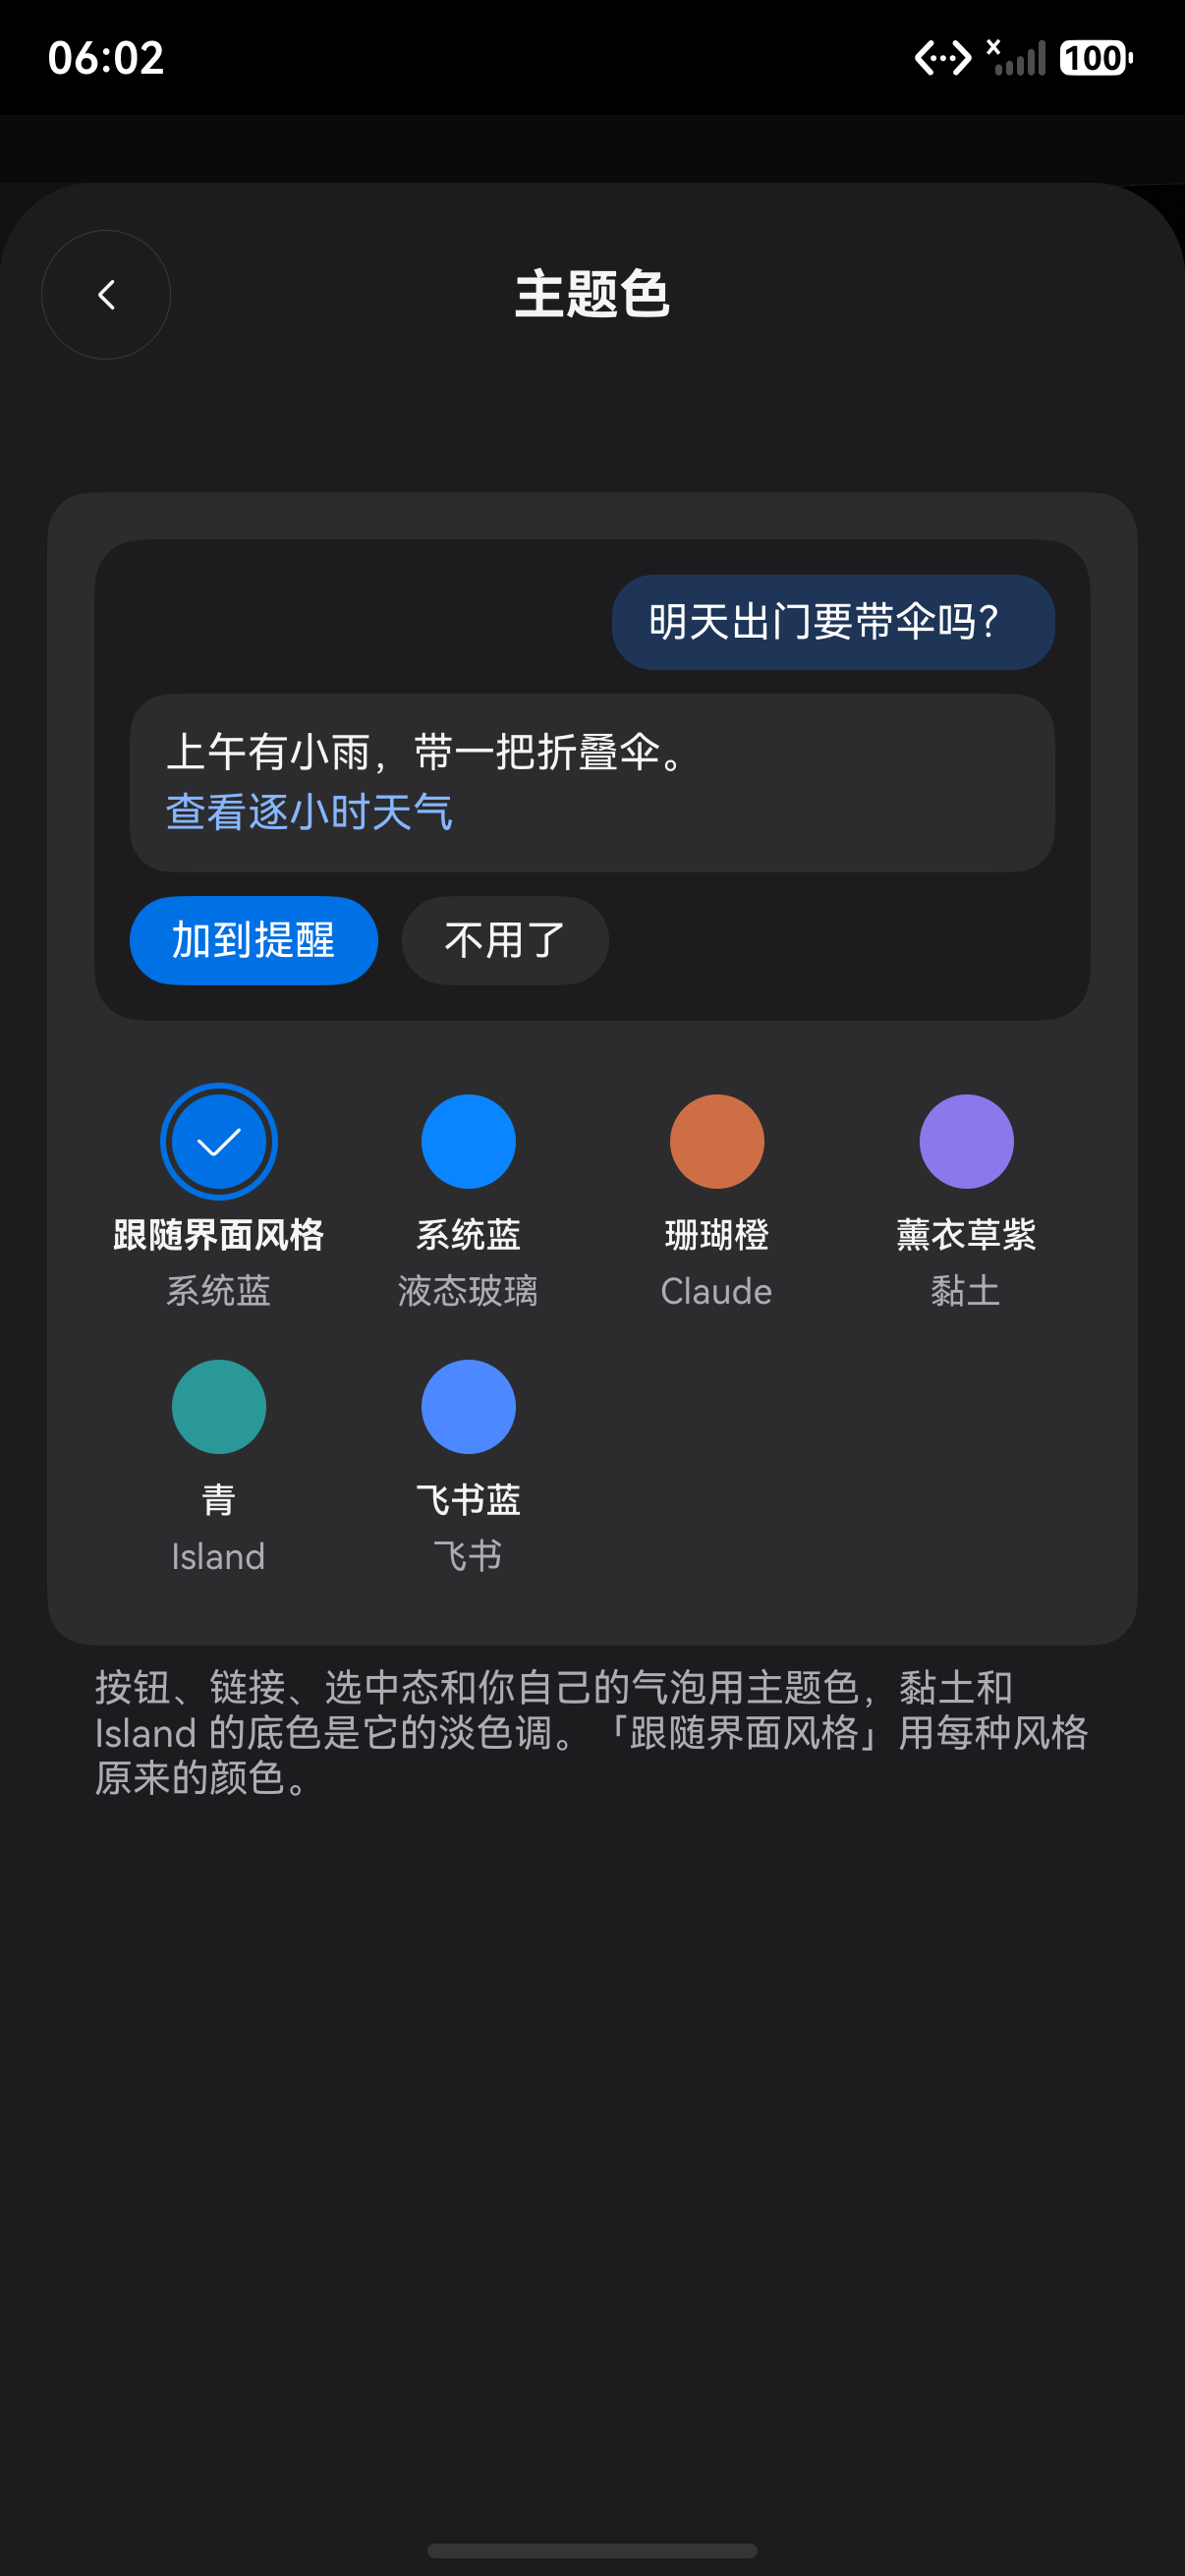 06:02
100
主题色
明天出门要带伞吗？
上午有小雨，带一把折叠伞。
查看逐小时天气
加到提醒
不用了
跟随界面风格
系统蓝
系统蓝
液态玻璃
珊瑚橙
Claude
薰衣草紫
黏土
青
Island
飞书蓝
飞书
按钮、链接、选中态和你自己的气泡用主题色，黏土和
Island 的底色是它的淡色调。「跟随界面风格」用每种风格
原来的颜色。